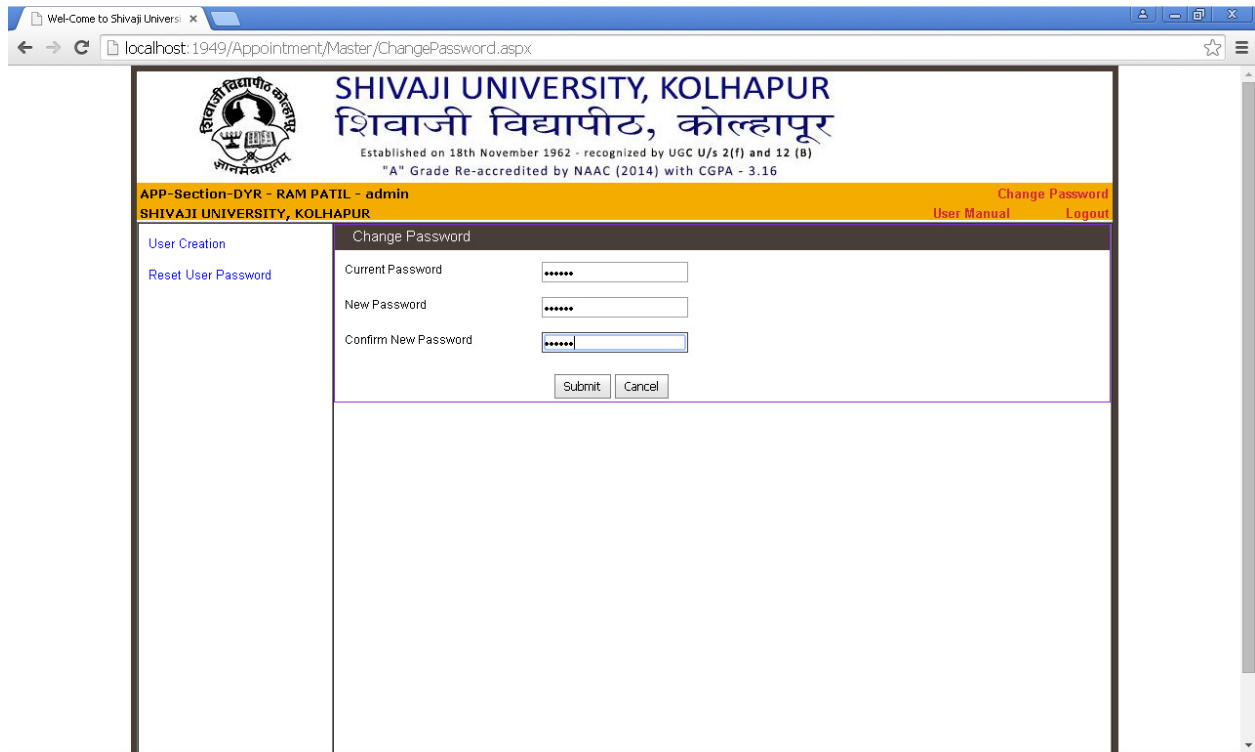 Wel-Come to Shivaji Universi
localhost:1949/Appointment/Master/ChangePassword.aspx
शिवाजी विद्यापीठ कोल्हापूर
ज्ञानमेवामृतम्
SHIVAJI UNIVERSITY, KOLHAPUR
शिवाजी विद्यापीठ, कोल्हापूर
Established on 18th November 1962 - recognized by UGC U/s 2(f) and 12 (B)
"A" Grade Re-accredited by NAAC (2014) with CGPA - 3.16
APP-Section-DYR - RAM PATIL - admin Change Password
SHIVAJI UNIVERSITY, KOLHAPUR User Manual Logout
User Creation
Reset User Password
Change Password
Current Password ••••••
New Password ••••••
Confirm New Password ••••••
Submit Cancel